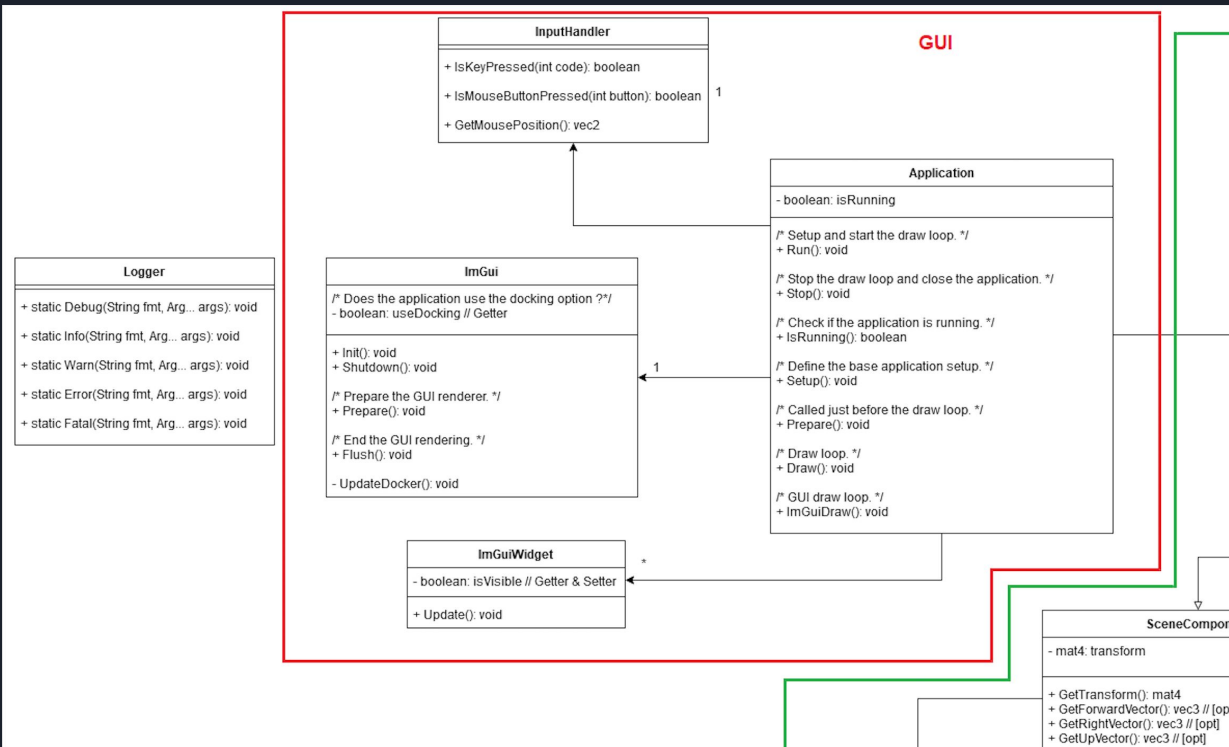 GUI
InputHandler
+ IsKeyPressed(int code): boolean
+ IsMouseButtonPressed(int button): boolean
+ GetMousePosition(): vec2
1
Application
- boolean: isRunning
/* Setup and start the draw loop. */
+ Run(): void
/* Stop the draw loop and close the application. */
+ Stop(): void
/* Check if the application is running. */
+ IsRunning(): boolean
/* Define the base application setup. */
+ Setup(): void
/* Called just before the draw loop. */
+ Prepare(): void
/* Draw loop. */
+ Draw(): void
/* GUI draw loop. */
+ ImGuiDraw(): void
Logger
+ static Debug(String fmt, Arg... args): void
+ static Info(String fmt, Arg... args): void
+ static Warn(String fmt, Arg... args): void
+ static Error(String fmt, Arg... args): void
+ static Fatal(String fmt, Arg... args): void
ImGui
/* Does the application use the docking option ?*/
- boolean: useDocking // Getter
+ Init(): void
+ Shutdown(): void
/* Prepare the GUI renderer. */
+ Prepare(): void
/* End the GUI rendering. */
+ Flush(): void
- UpdateDocker(): void
1
ImGuiWidget
- boolean: isVisible // Getter & Setter
+ Update(): void
*
SceneCompon
- mat4: transform
+ GetTransform(): mat4
+ GetForwardVector(): vec3 // [op
+ GetRightVector(): vec3 // [opt]
+ GetUpVector(): vec3 // [opt]